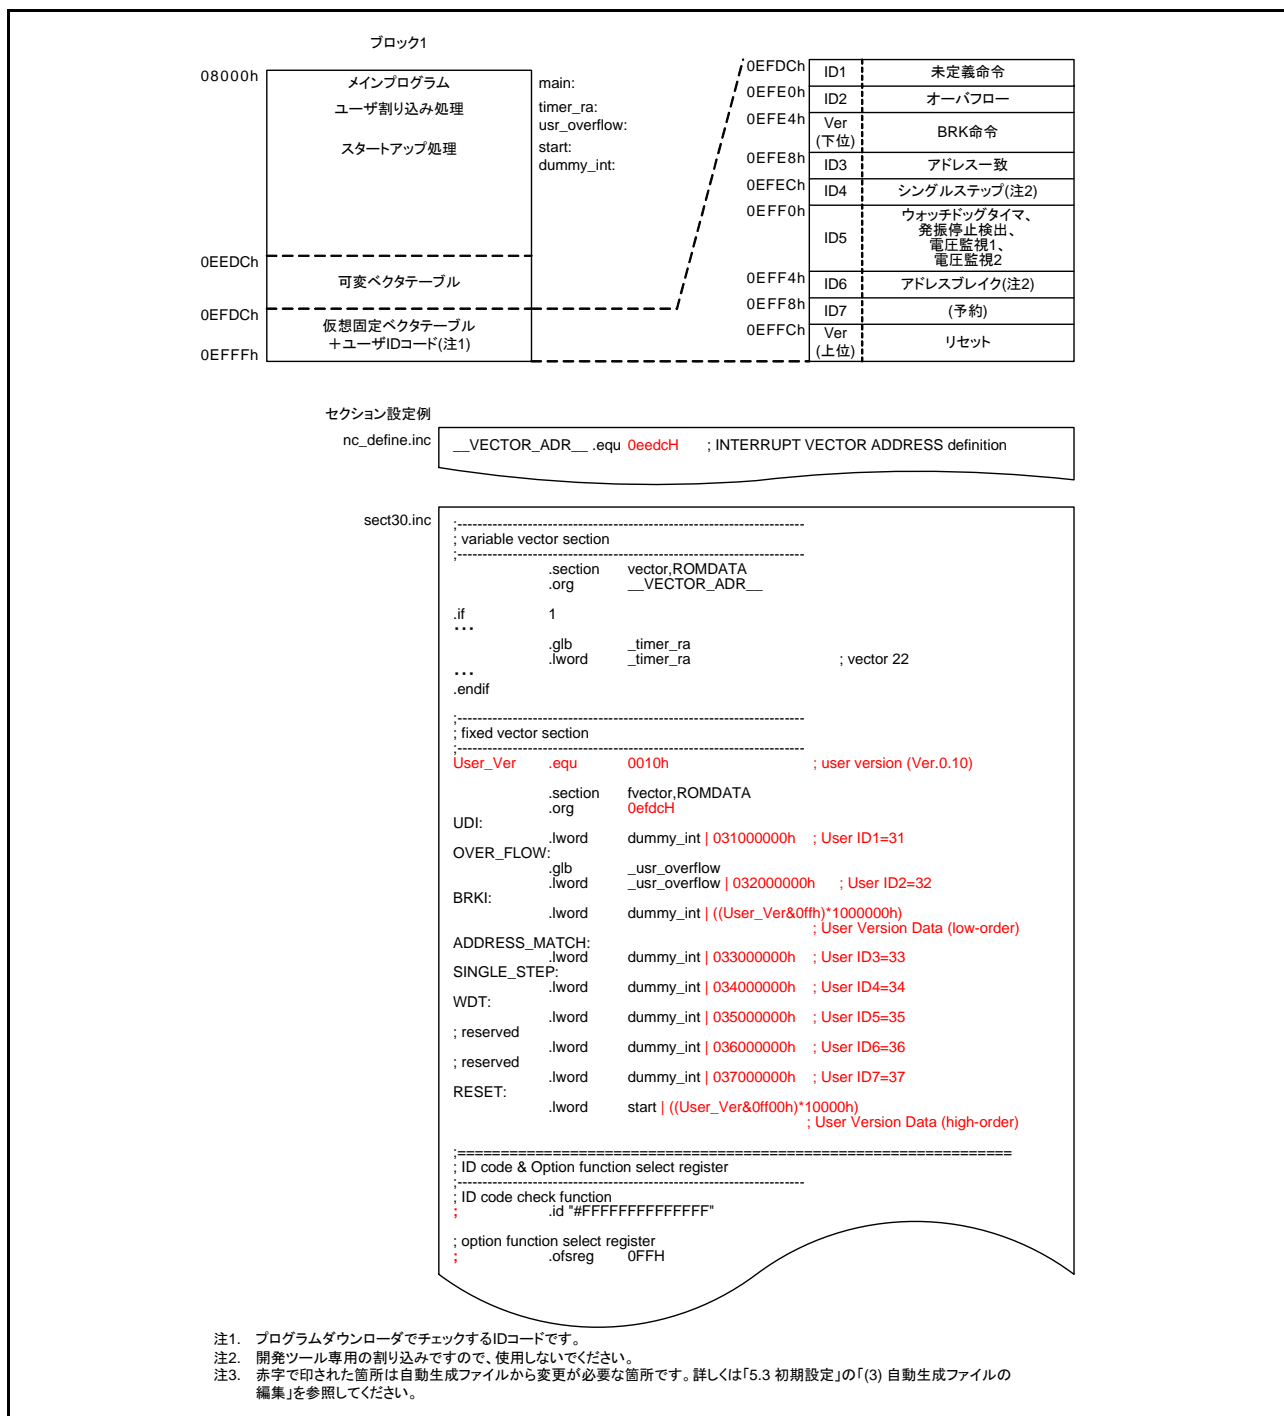 ブロック1
08000h
メインプログラム
main:
ユーザ割り込み処理
timer_ra:
usr_overflow:
スタートアップ処理
start:
dummy_int:
0EEDCh
可変ベクタテーブル
0EFDCh
仮想固定ベクタテーブル
+ユーザIDコード(注1)
0EFFFh
0EFDCh ID1 未定義命令
0EFE0h ID2 オーバフロー
0EFE4h Ver (下位) BRK命令
0EFE8h ID3 アドレス一致
0EFECh ID4 シングルステップ(注2)
0EFF0h ID5 ウォッチドッグタイマ、
発振停止検出、
電圧監視1、
電圧監視2
0EFF4h ID6 アドレスブレイク(注2)
0EFF8h ID7 (予約)
0EFFCh Ver (上位) リセット
セクション設定例
nc_define.inc
__VECTOR_ADR__ .equ 0eedcH ; INTERRUPT VECTOR ADDRESS definition
sect30.inc
;---------------------------------------------------------------------
; variable vector section
;---------------------------------------------------------------------
.section vector,ROMDATA
.org __VECTOR_ADR__
.if 1
...
.glb _timer_ra
.lword _timer_ra ; vector 22
...
.endif
;---------------------------------------------------------------------
; fixed vector section
;---------------------------------------------------------------------
User_Ver .equ 0010h ; user version (Ver.0.10)
.section fvector,ROMDATA
.org 0efdcH
UDI:
.lword dummy_int | 031000000h ; User ID1=31
OVER_FLOW:
.glb _usr_overflow
.lword _usr_overflow | 032000000h ; User ID2=32
BRKI:
.lword dummy_int | ((User_Ver&0ffh)*1000000h)
; User Version Data (low-order)
ADDRESS_MATCH:
.lword dummy_int | 033000000h ; User ID3=33
SINGLE_STEP:
.lword dummy_int | 034000000h ; User ID4=34
WDT:
.lword dummy_int | 035000000h ; User ID5=35
; reserved
.lword dummy_int | 036000000h ; User ID6=36
; reserved
.lword dummy_int | 037000000h ; User ID7=37
RESET:
.lword start | ((User_Ver&0ff00h)*10000h)
; User Version Data (high-order)
;================================================================
; ID code & Option function select register
;---------------------------------------------------------------------
; ID code check function
; .id "#FFFFFFFFFFFFFF"
; option function select register
; .ofsreg 0FFH
注1. プログラムダウンローダでチェックするIDコードです。
注2. 開発ツール専用の割り込みですので、使用しないでください。
注3. 赤字で印された箇所は自動生成ファイルから変更が必要な箇所です。詳しくは「5.3 初期設定」の「(3) 自動生成ファイルの
編集」を参照してください。